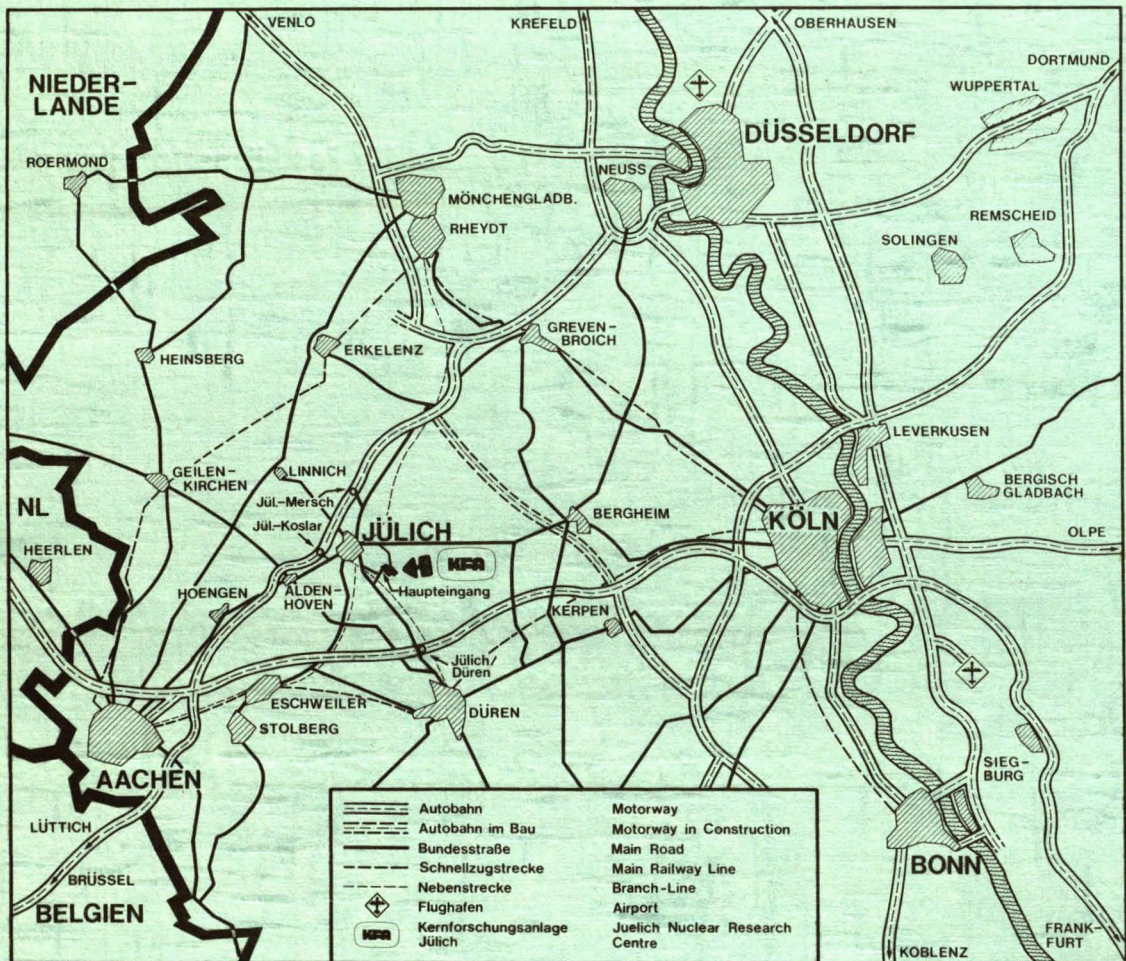 VENLO
KREFELD
OBERHAUSEN
DORTMUND
WUPPERTAL
NIEDER-
LANDE
DÜSSELDORF
ROERMOND
NEUSS
MÖNCHENGLADB.
RHEYDT
REMSCHEID
SOLINGEN
GREVEN-
BROICH
ERKELENZ
HEINSBERG
LEVERKUSEN
GEILEN-
KIRCHEN
LINNICH
BERGISCH
GLADBACH
NL
Jül.-Mersch
BERGHEIM
KÖLN
Jül.-Koslar
JÜLICH
OLPE
HEERLEN
KFA
Haupteingang
HOENGEN
ALDEN-
HOVEN
KERPEN
Jülich/
Düren
ESCHWEILER
DÜREN
STOLBERG
AACHEN
SIEG-
BURG
LÜTTICH
BONN
BRÜSSEL
BELGIEN
KOBLENZ
FRANK-
FURT
Autobahn Motorway
Autobahn im Bau Motorway in Construction
Bundesstraße Main Road
Schnellzugstrecke Main Railway Line
Nebenstrecke Branch-Line
Flughafen Airport
KFA Kernforschungsanlage Juelich Nuclear Research
Jülich Centre